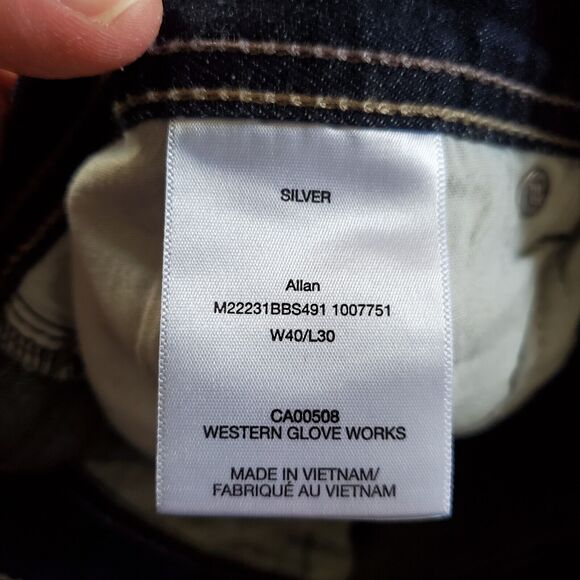 SILVER
Allan
M22231BBS491 1007751
W40/L30
CA00508
WESTERN GLOVE WORKS
MADE IN VIETNAM/
FABRIQUÉ AU VIETNAM